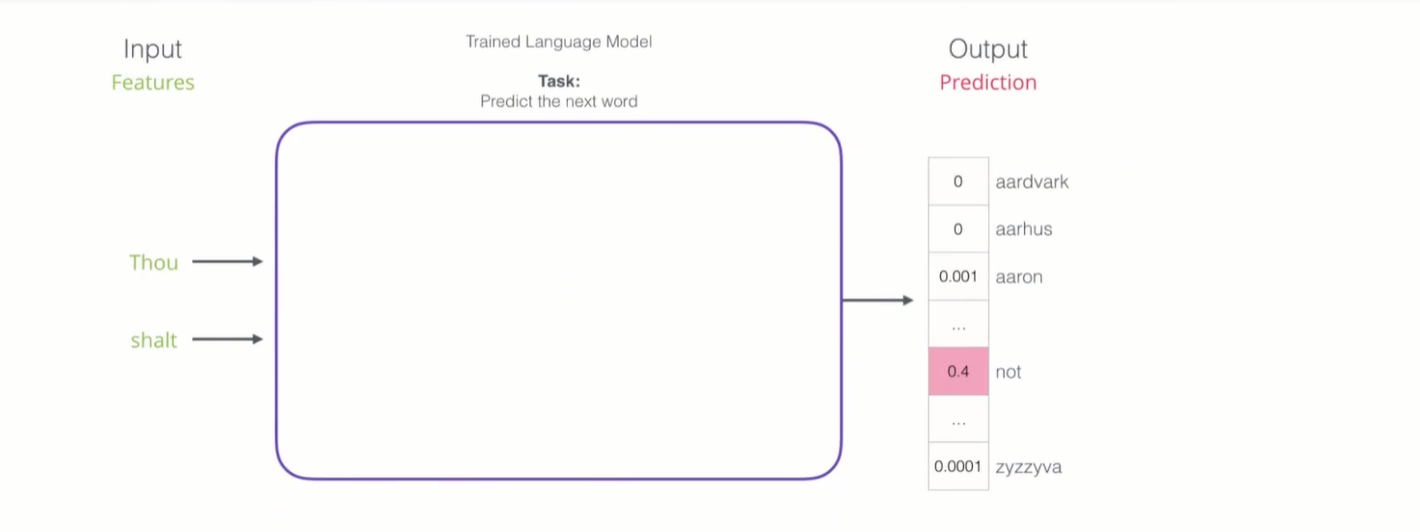 Input
Features
Trained Language Model
Task:
Predict the next word
Output
Prediction
Thou
shalt
0 aardvark
0 aarhus
0.001 aaron
...
0.4 not
...
0.0001 zyzzyva